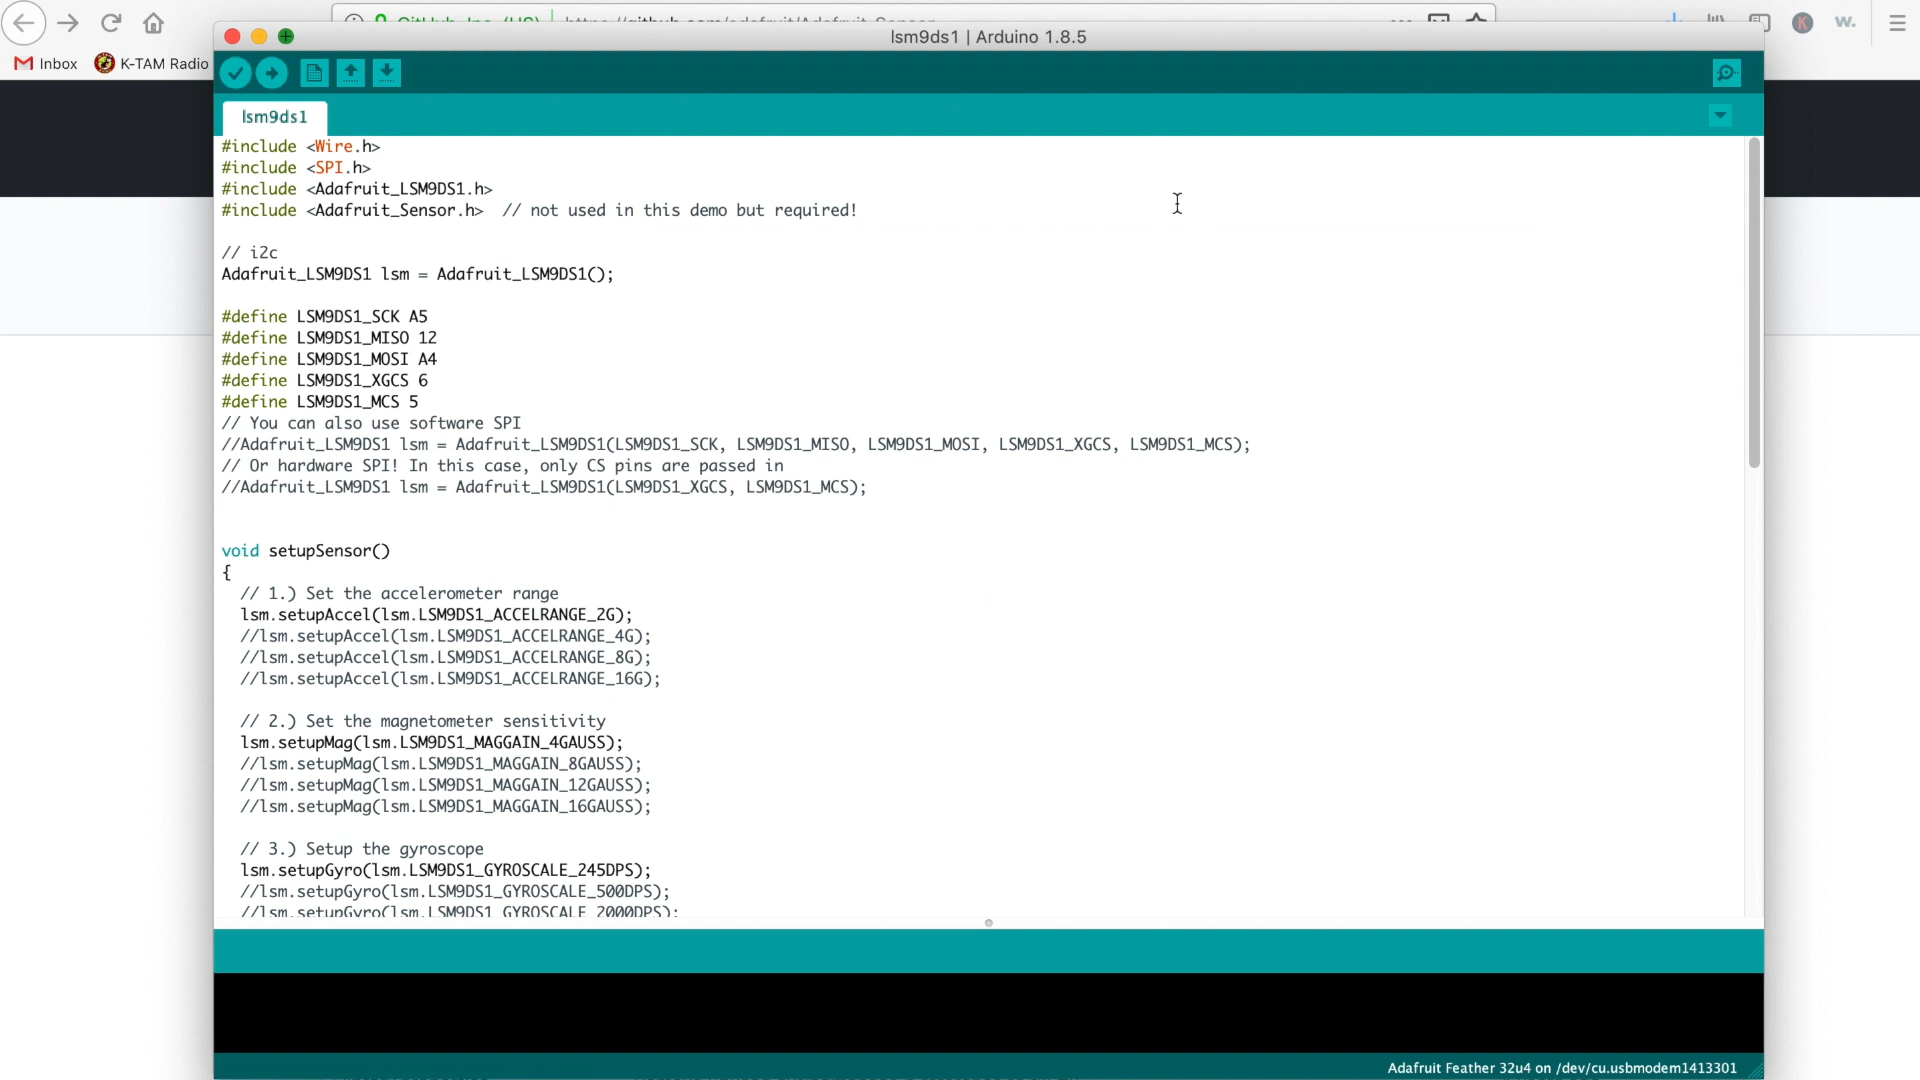 lsm9ds1 | Arduino 1.8.5
Inbox
K-TAM Radio
K
w.
lsm9ds1
#include <Wire.h>
#include <SPI.h>
#include <Adafruit_LSM9DS1.h>
#include <Adafruit_Sensor.h>  // not used in this demo but required!
// i2c
Adafruit_LSM9DS1 lsm = Adafruit_LSM9DS1();
#define LSM9DS1_SCK A5
#define LSM9DS1_MISO 12
#define LSM9DS1_MOSI A4
#define LSM9DS1_XGCS 6
#define LSM9DS1_MCS 5
// You can also use software SPI
//Adafruit_LSM9DS1 lsm = Adafruit_LSM9DS1(LSM9DS1_SCK, LSM9DS1_MISO, LSM9DS1_MOSI, LSM9DS1_XGCS, LSM9DS1_MCS);
// Or hardware SPI! In this case, only CS pins are passed in
//Adafruit_LSM9DS1 lsm = Adafruit_LSM9DS1(LSM9DS1_XGCS, LSM9DS1_MCS);
void setupSensor()
{
// 1.) Set the accelerometer range
lsm.setupAccel(lsm.LSM9DS1_ACCELRANGE_2G);
//lsm.setupAccel(lsm.LSM9DS1_ACCELRANGE_4G);
//lsm.setupAccel(lsm.LSM9DS1_ACCELRANGE_8G);
//lsm.setupAccel(lsm.LSM9DS1_ACCELRANGE_16G);
// 2.) Set the magnetometer sensitivity
lsm.setupMag(lsm.LSM9DS1_MAGGAIN_4GAUSS);
//lsm.setupMag(lsm.LSM9DS1_MAGGAIN_8GAUSS);
//lsm.setupMag(lsm.LSM9DS1_MAGGAIN_12GAUSS);
//lsm.setupMag(lsm.LSM9DS1_MAGGAIN_16GAUSS);
// 3.) Setup the gyroscope
lsm.setupGyro(lsm.LSM9DS1_GYROSCALE_245DPS);
//lsm.setupGyro(lsm.LSM9DS1_GYROSCALE_500DPS);
//lsm.setupGyro(lsm.LSM9DS1_GYROSCALE_2000DPS);
Adafruit Feather 32u4 on /dev/cu.usbmodem1413301